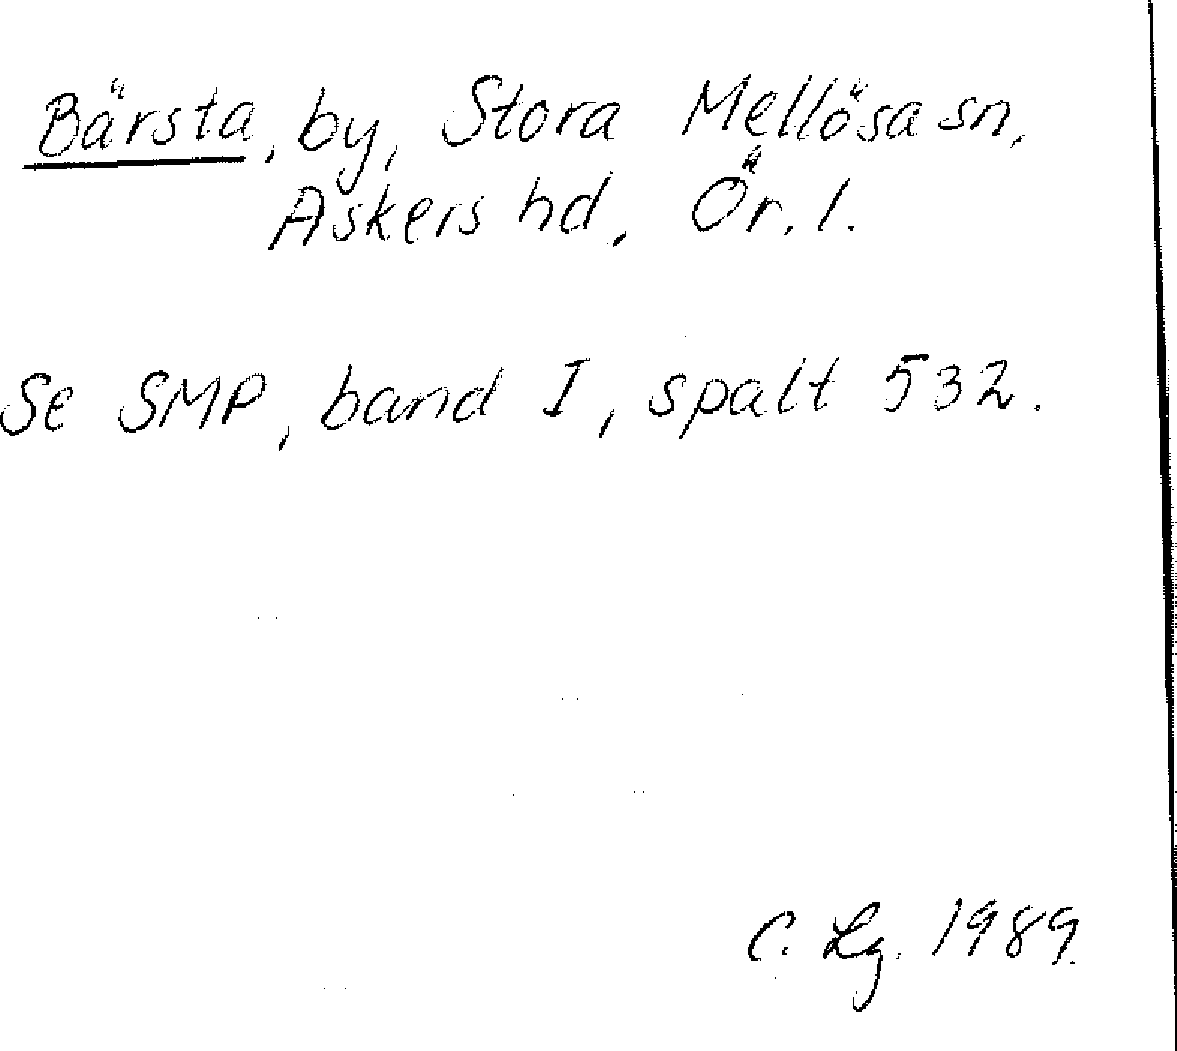 Bärsta, by, Stora Mellösa sn,
Askers hd, Ör. l.
Se SMP, band I, spalt 532.
C. Lg. 1989.